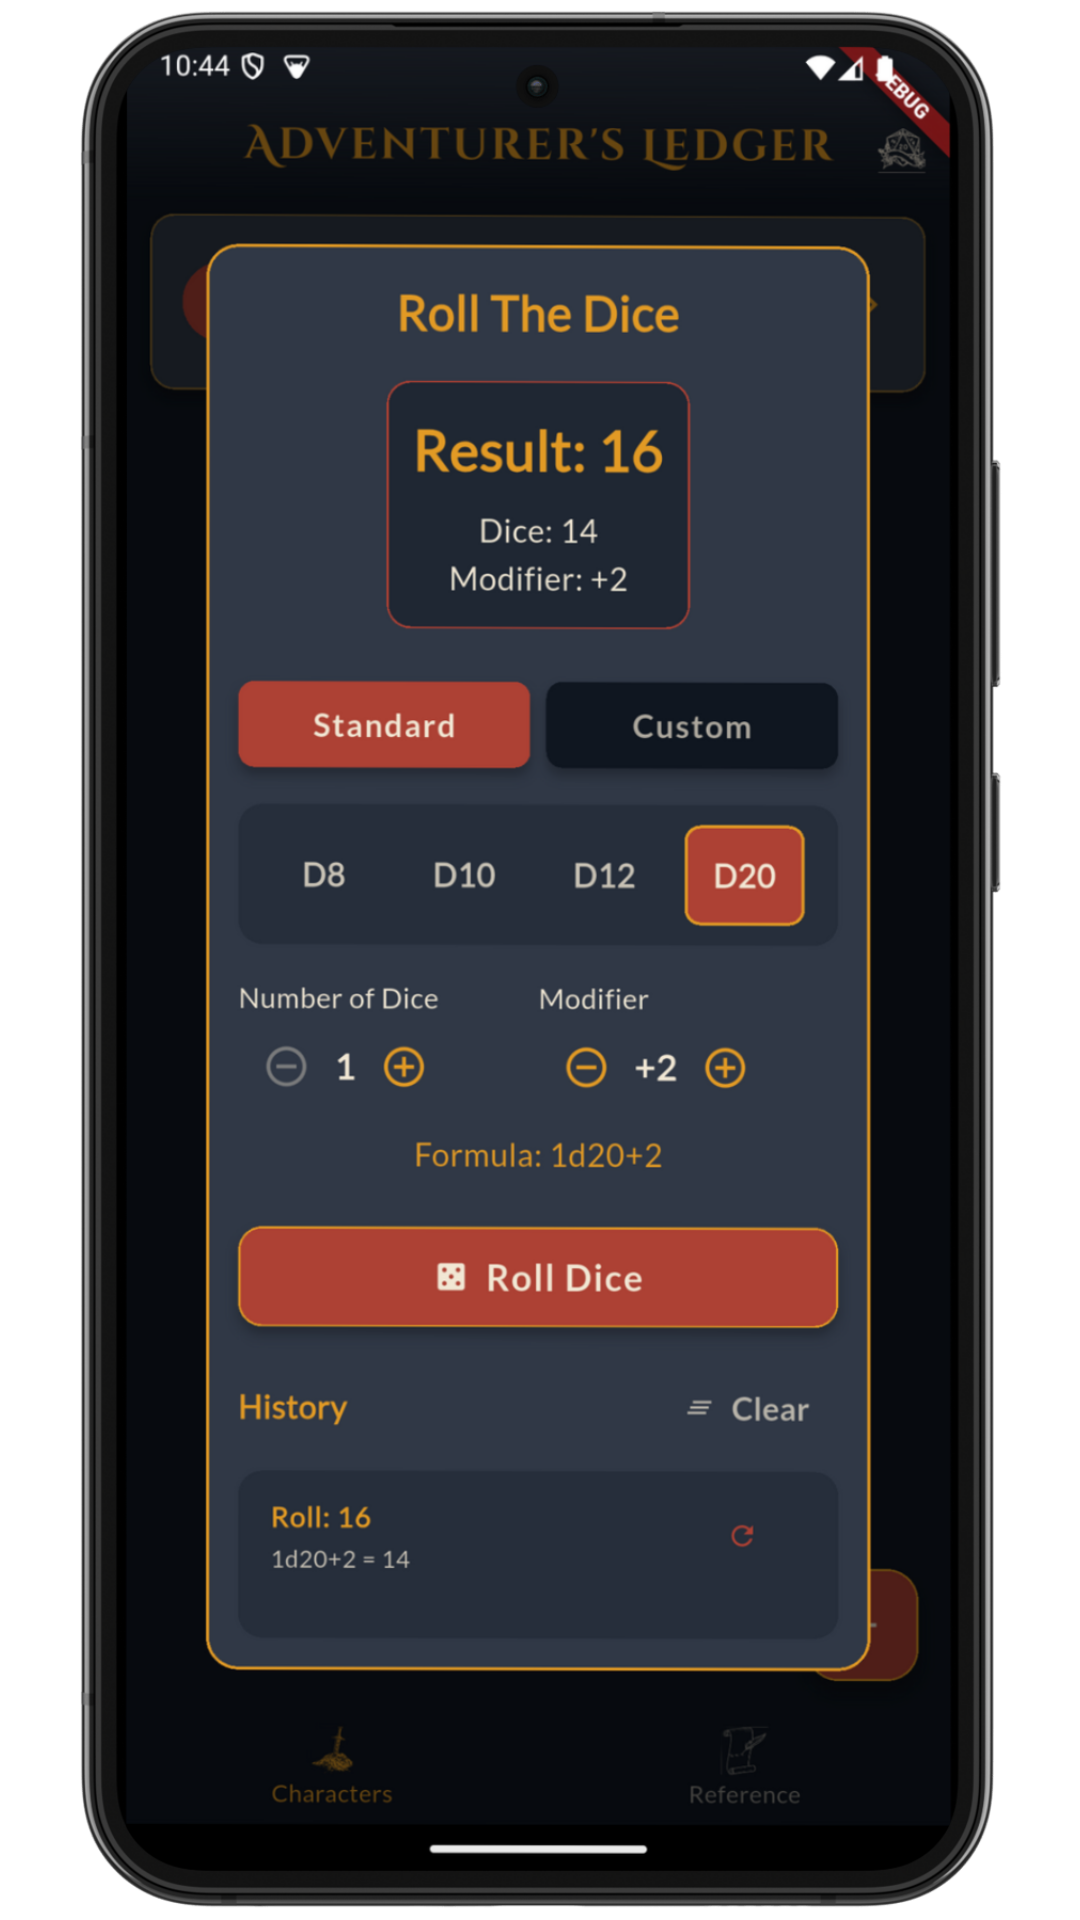 10:44
EBUG
ADVENTURER'S LEDGER
Roll The Dice
Result: 16
Dice: 14
Modifier: +2
Standard Custom
D8 D10 D12 D20
Number of Dice Modifier
1 +2
Formula: 1d20+2
Roll Dice
History Clear
Roll: 16
1d20+2 = 14
Characters Reference